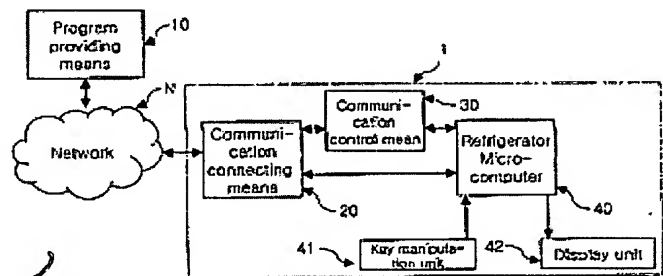 Program
providing
means
10
N
Network
1
Communi-
cation
control mean
30
Communi-
cation
connecting
means
20
Refrigerator
Micro-
computer
40
41
Key manipula-
tion unit
42
Display unit